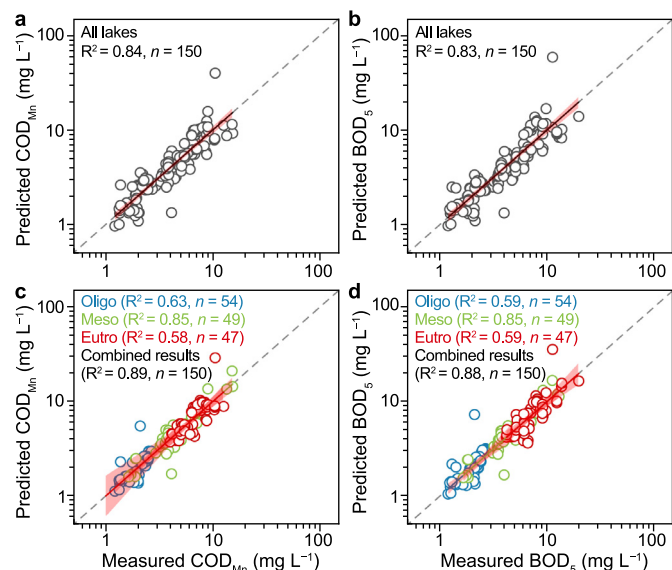 a
All lakes
R² = 0.84, n = 150
Predicted COD_Mn (mg L⁻¹)
100
10
1
1
10
100
b
All lakes
R² = 0.83, n = 150
Predicted BOD₅ (mg L⁻¹)
100
10
1
1
10
100
c
Oligo (R² = 0.63, n = 54)
Meso (R² = 0.85, n = 49)
Eutro (R² = 0.58, n = 47)
Combined results
(R² = 0.89, n = 150)
Predicted COD_Mn (mg L⁻¹)
100
10
1
1
10
100
Measured COD_Mn (mg L⁻¹)
d
Oligo (R² = 0.59, n = 54)
Meso (R² = 0.85, n = 49)
Eutro (R² = 0.59, n = 47)
Combined results
(R² = 0.88, n = 150)
Predicted BOD₅ (mg L⁻¹)
100
10
1
1
10
100
Measured BOD₅ (mg L⁻¹)